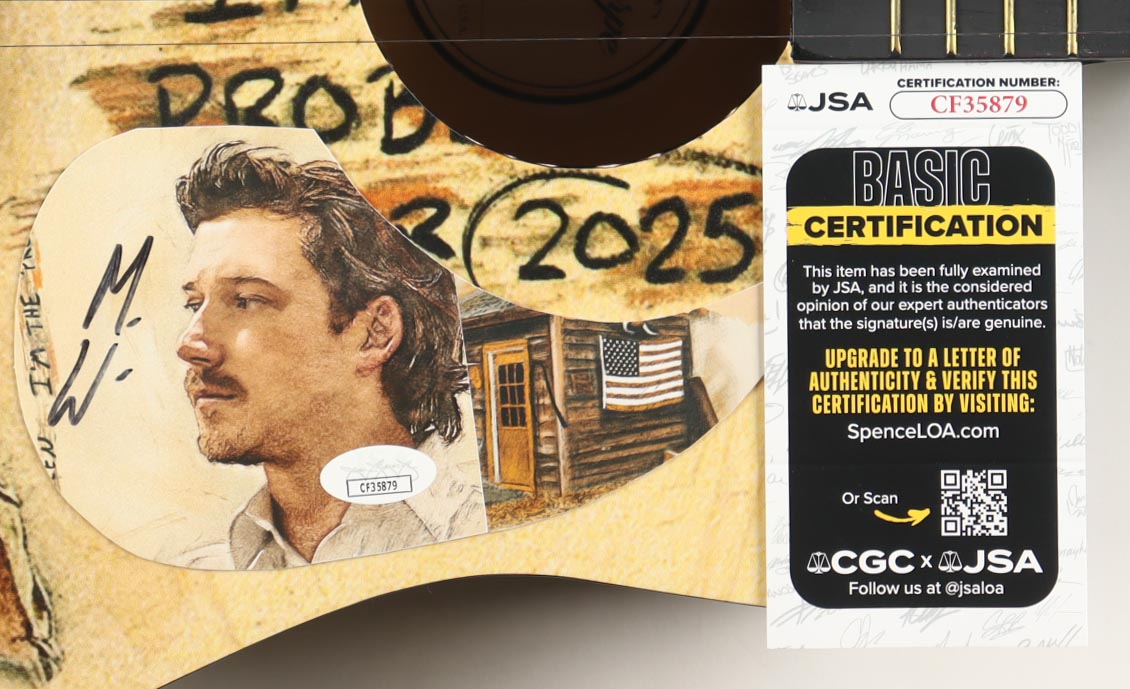 PROB
M.
W.
2025
I'M THE
CF35879
JSA
CERTIFICATION NUMBER:
CF35879
BASIC
CERTIFICATION
This item has been fully examined
by JSA, and it is the considered
opinion of our expert authenticators
that the signature(s) is/are genuine.
UPGRADE TO A LETTER OF
AUTHENTICITY & VERIFY THIS
CERTIFICATION BY VISITING:
SpenceLOA.com
Or Scan
CGC x JSA
Follow us at @jsaloa